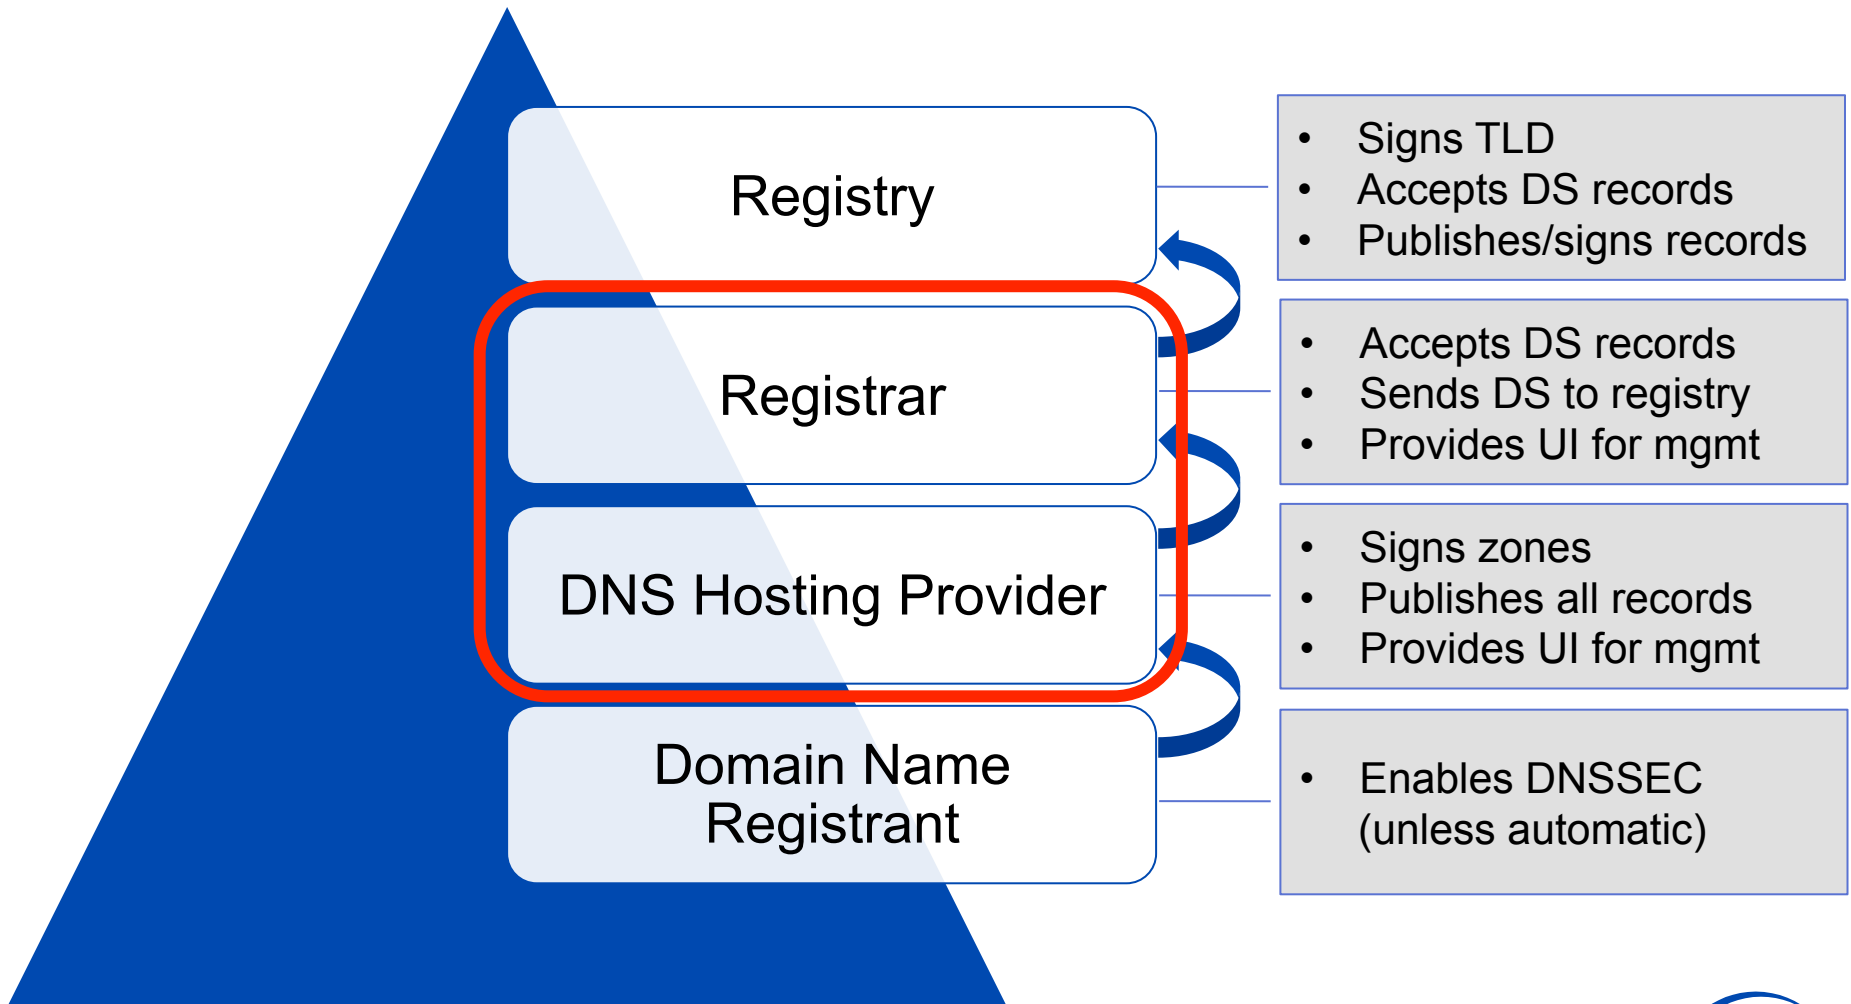 Registry
• Signs TLD
• Accepts DS records
• Publishes/signs records
Registrar
• Accepts DS records
• Sends DS to registry
• Provides UI for mgmt
DNS Hosting Provider
• Signs zones
• Publishes all records
• Provides UI for mgmt
Domain Name
Registrant
• Enables DNSSEC
(unless automatic)